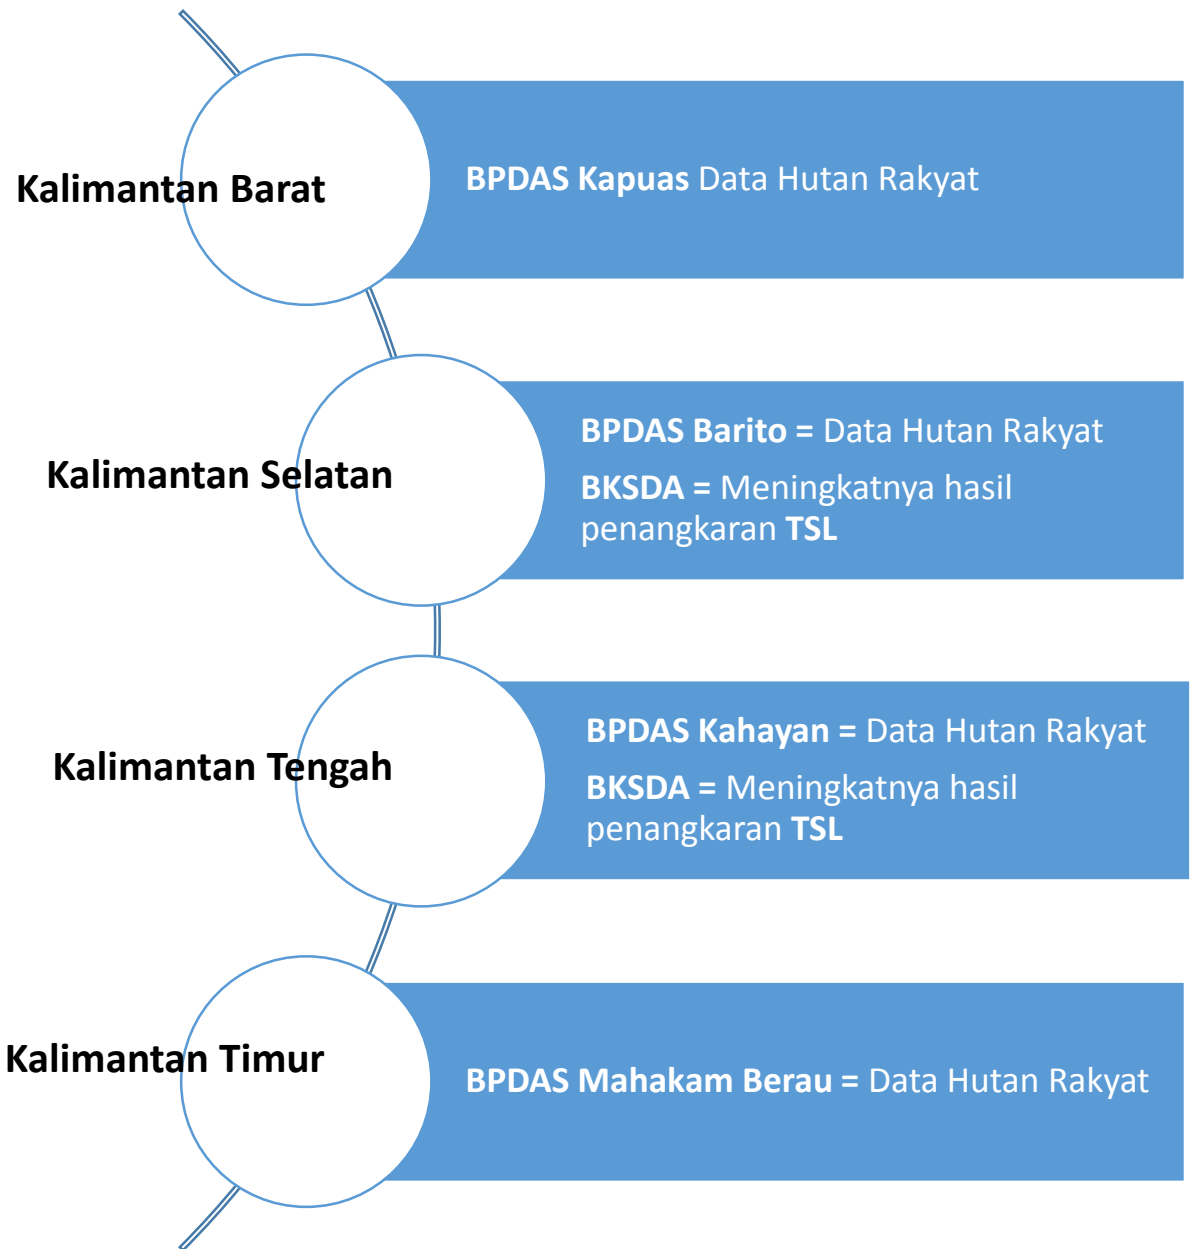 Kalimantan Barat
BPDAS Kapuas Data Hutan Rakyat
Kalimantan Selatan
BPDAS Barito = Data Hutan Rakyat
BKSDA = Meningkatnya hasil
penangkaran TSL
Kalimantan Tengah
BPDAS Kahayan = Data Hutan Rakyat
BKSDA = Meningkatnya hasil
penangkaran TSL
Kalimantan Timur
BPDAS Mahakam Berau = Data Hutan Rakyat